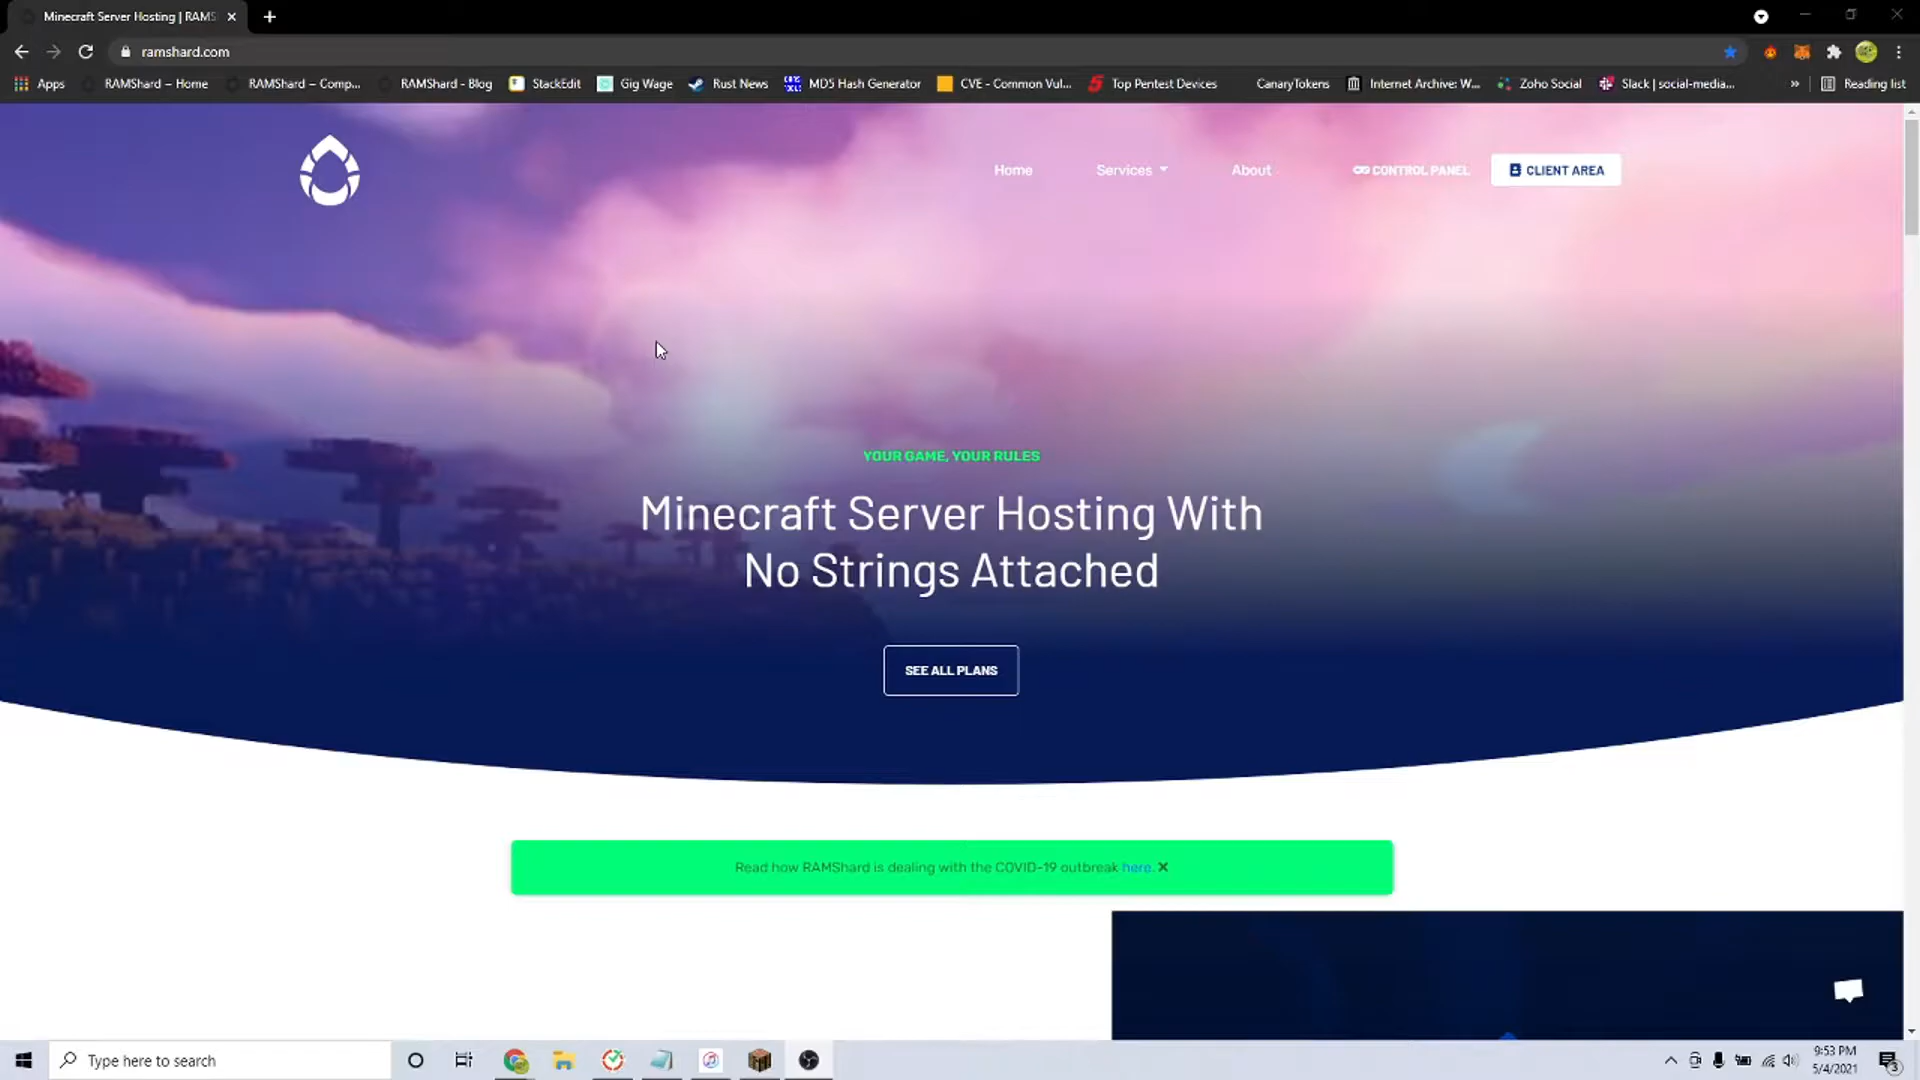 Minecraft Server Hosting | RAMS
ramshard.com
Apps
RAMShard – Home
RAMShard – Comp...
RAMShard - Blog
StackEdit
Gig Wage
Rust News
MD5 Hash Generator
CVE - Common Vul...
Top Pentest Devices
CanaryTokens
Internet Archive: W...
Zoho Social
Slack | social-media...
»
Reading list
Home
Services
About
CONTROL PANEL
CLIENT AREA
YOUR GAME, YOUR RULES
Minecraft Server Hosting With
No Strings Attached
SEE ALL PLANS
Read how RAMShard is dealing with the COVID-19 outbreak here. ×
Type here to search
9:53 PM
5/4/2021
3